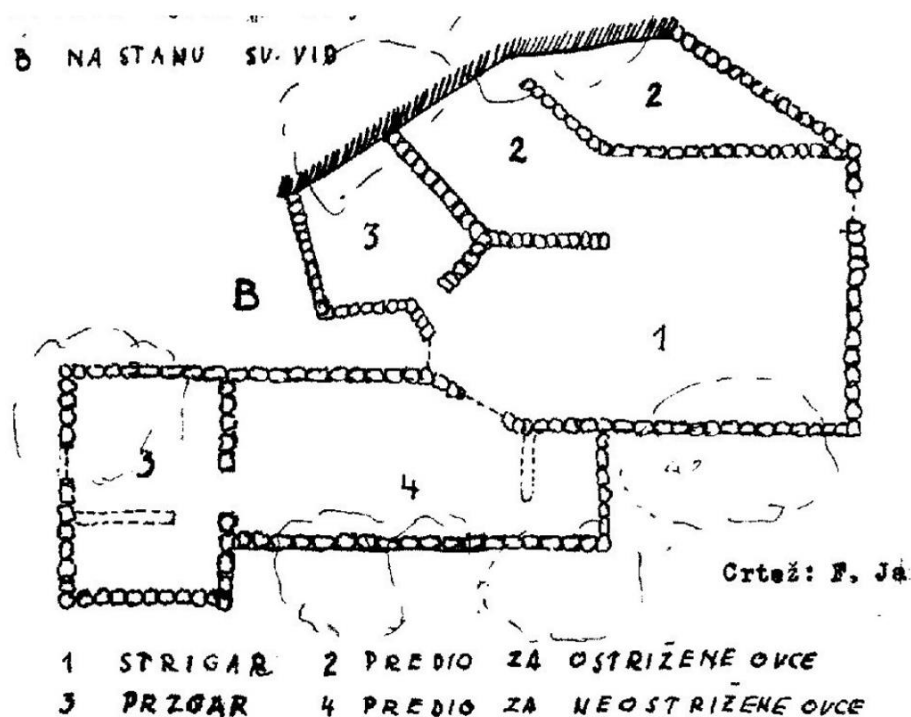 B NA STANU SV. VID
2
2
3
B
1
3
4
Crtež: F. Ja
1 STRIGAR 2 PREDIO ZA OSTRIŽENE OVCE
3 PRZGAR 4 PREDIO ZA NEOSTRIŽENE OVCE